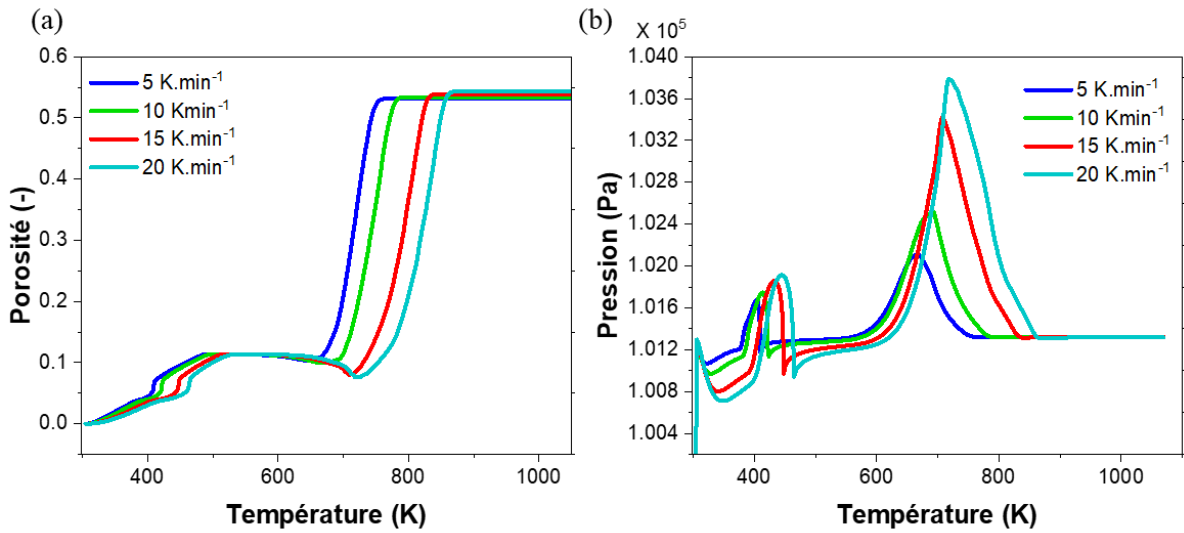 (a)
0.6
0.5
0.4
0.3
0.2
0.1
0.0
Porosité (-)
5 K.min⁻¹
10 Kmin⁻¹
15 K.min⁻¹
20 K.min⁻¹
400
600
800
1000
Température (K)
(b)
X 10⁵
1.040
1.036
1.032
1.028
1.024
1.020
1.016
1.012
1.008
1.004
Pression (Pa)
5 K.min⁻¹
10 Kmin⁻¹
15 K.min⁻¹
20 K.min⁻¹
400
600
800
1000
Température (K)